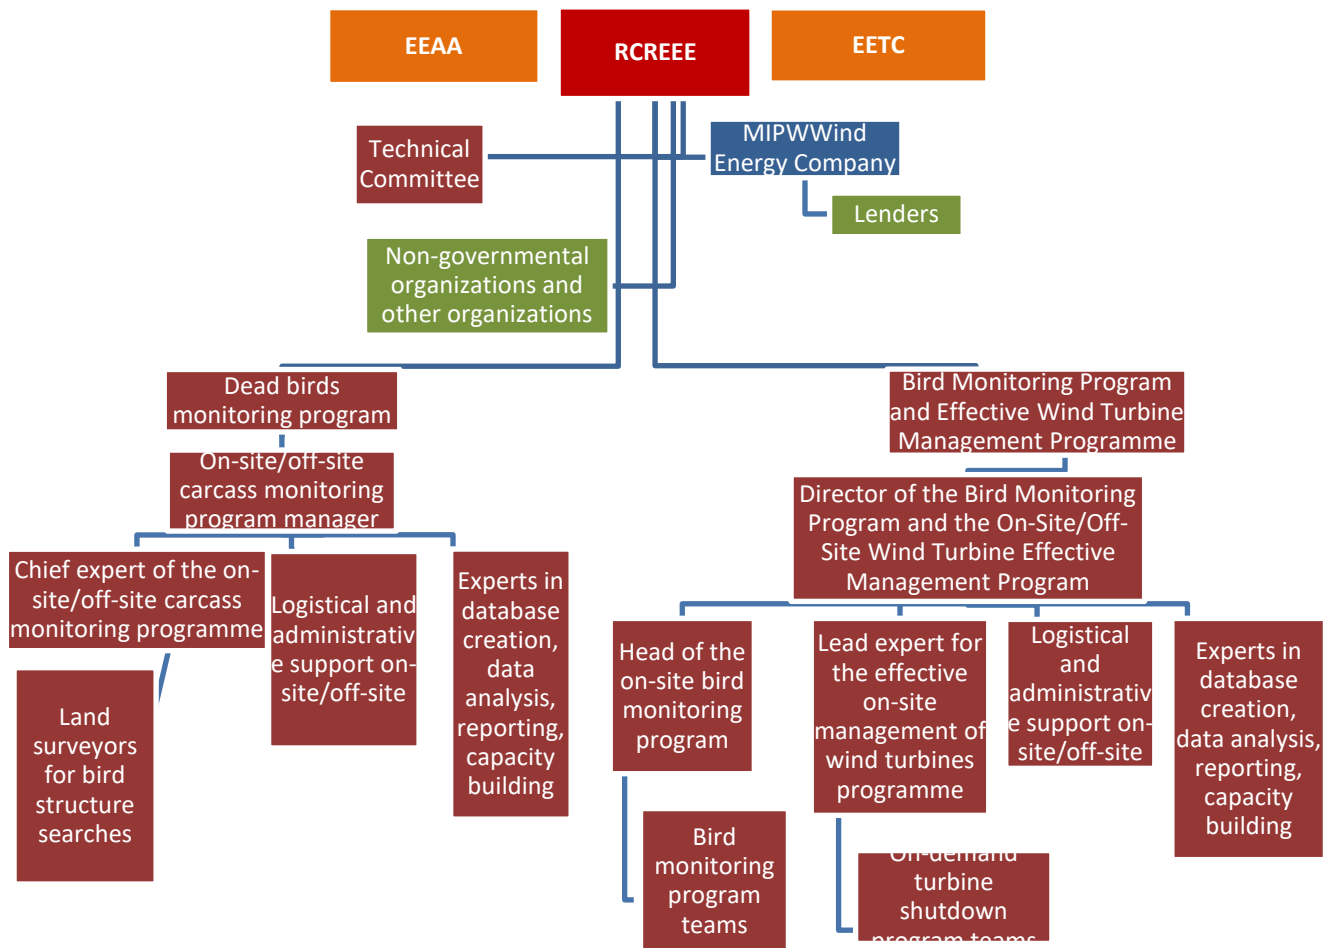 EEAA
RCREEE
EETC
Technical
Committee
MIPWWind
Energy Company
Lenders
Non-governmental
organizations and
other organizations
Dead birds
monitoring program
Bird Monitoring Program
and Effective Wind Turbine
Management Programme
On-site/off-site
carcass monitoring
program manager
Director of the Bird Monitoring
Program and the On-Site/Off-
Site Wind Turbine Effective
Management Program
Chief expert of the on-
site/off-site carcass
monitoring programme
Logistical and
administrativ
e support on-
site/off-site
Experts in
database
creation,
data
analysis,
reporting,
capacity
building
Land
surveyors
for bird
structure
searches
Head of the
on-site bird
monitoring
program
Lead expert for
the effective
on-site
management of
wind turbines
programme
Logistical
and
administrativ
e support on-
site/off-site
Experts in
database
creation,
data analysis,
reporting,
capacity
building
Bird
monitoring
program
teams
On-demand
turbine
shutdown
program teams